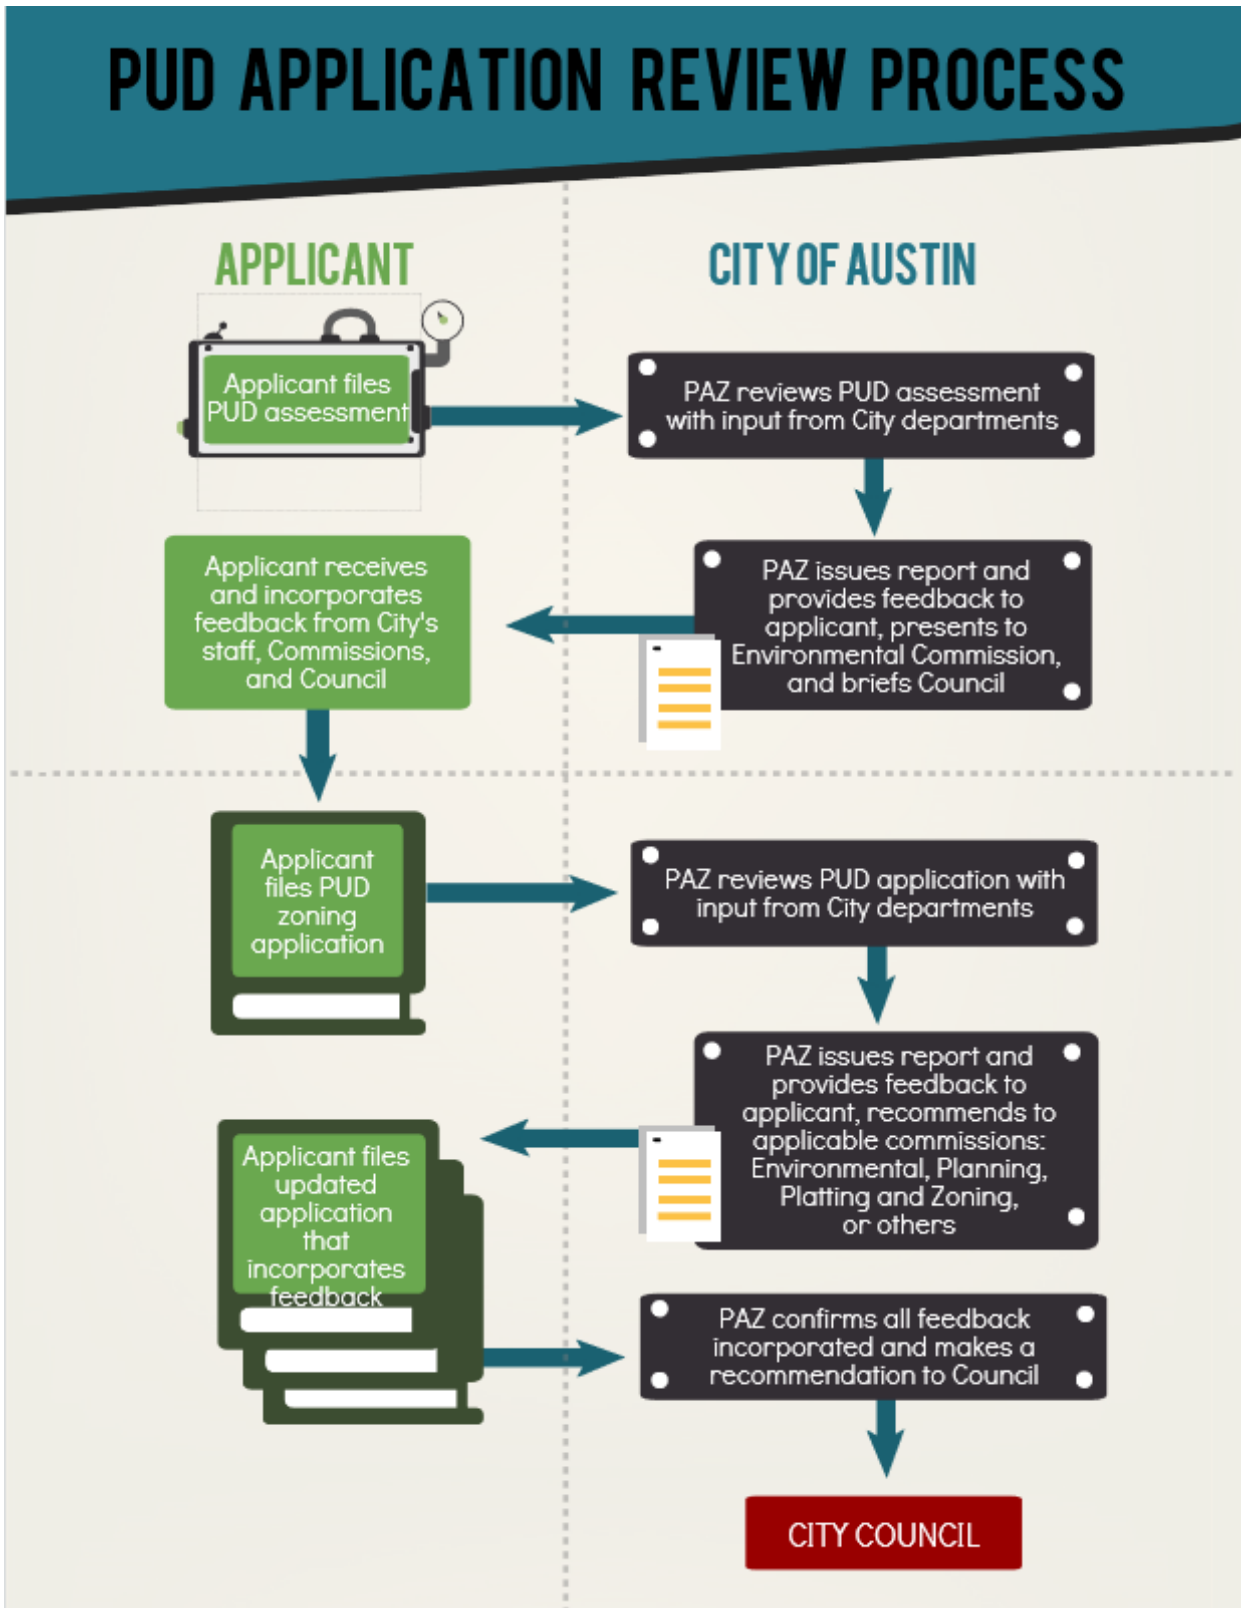 PUD APPLICATION REVIEW PROCESS
APPLICANT
CITY OF AUSTIN
Applicant files
PUD assessment
PAZ reviews PUD assessment
with input from City departments
Applicant receives
and incorporates
feedback from City's
staff, Commissions,
and Council
PAZ issues report and
provides feedback to
applicant, presents to
Environmental Commission,
and briefs Council
Applicant
files PUD
zoning
application
PAZ reviews PUD application with
input from City departments
PAZ issues report and
provides feedback to
applicant, recommends to
applicable commissions:
Environmental, Planning,
Platting and Zoning,
or others
Applicant files
updated
application
that
incorporates
feedback
PAZ confirms all feedback
incorporated and makes a
recommendation to Council
CITY COUNCIL